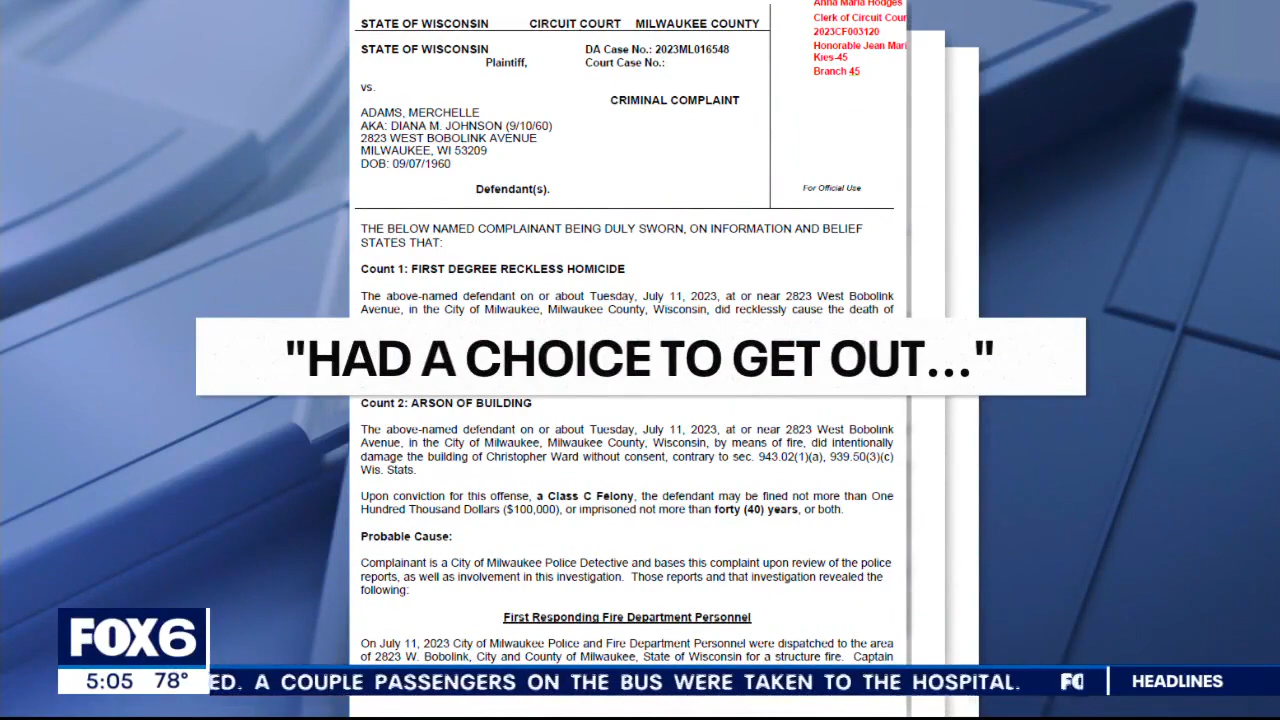 STATE OF WISCONSIN CIRCUIT COURT MILWAUKEE COUNTY
STATE OF WISCONSIN
Plaintiff,
vs.
ADAMS, MERCHELLE
AKA: DIANA M. JOHNSON (9/10/60)
2823 WEST BOBOLINK AVENUE
MILWAUKEE, WI 53209
DOB: 09/07/1960
Defendant(s).
DA Case No.: 2023ML016548
Court Case No.:
CRIMINAL COMPLAINT
Anna Maria Hodges
Clerk of Circuit Cour
2023CF003120
Honorable Jean Mari
Kies-45
Branch 45
For Official Use
THE BELOW NAMED COMPLAINANT BEING DULY SWORN, ON INFORMATION AND BELIEF
STATES THAT:
Count 1: FIRST DEGREE RECKLESS HOMICIDE
The above-named defendant on or about Tuesday, July 11, 2023, at or near 2823 West Bobolink
Avenue, in the City of Milwaukee, Milwaukee County, Wisconsin, did recklessly cause the death of
"HAD A CHOICE TO GET OUT..."
Count 2: ARSON OF BUILDING
The above-named defendant on or about Tuesday, July 11, 2023, at or near 2823 West Bobolink
Avenue, in the City of Milwaukee, Milwaukee County, Wisconsin, by means of fire, did intentionally
damage the building of Christopher Ward without consent, contrary to sec. 943.02(1)(a), 939.50(3)(c)
Wis. Stats.
Upon conviction for this offense, a Class C Felony, the defendant may be fined not more than One
Hundred Thousand Dollars ($100,000), or imprisoned not more than forty (40) years, or both.
Probable Cause:
Complainant is a City of Milwaukee Police Detective and bases this complaint upon review of the police
reports, as well as involvement in this investigation. Those reports and that investigation revealed the
following:
First Responding Fire Department Personnel
On July 11, 2023 City of Milwaukee Police and Fire Department Personnel were dispatched to the area
of 2823 W. Bobolink, City and County of Milwaukee, State of Wisconsin for a structure fire. Captain
FOX6
5:05 78°
ED. A COUPLE PASSENGERS ON THE BUS WERE TAKEN TO THE HOSPITAL.
HEADLINES